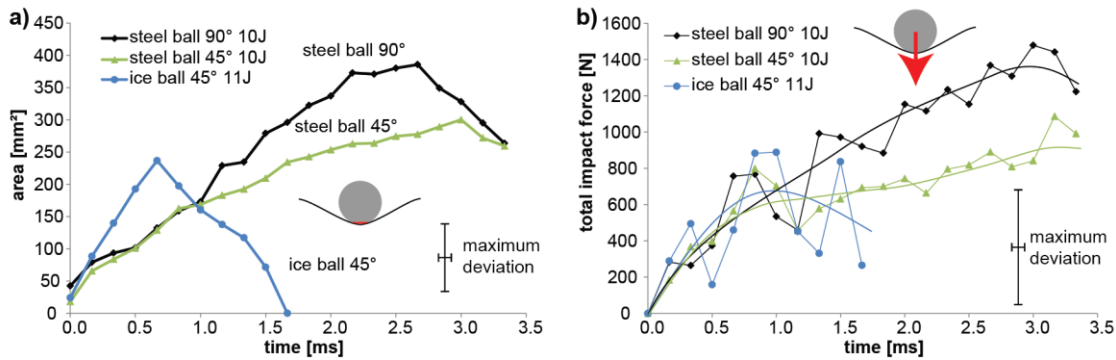 a)
450
400
350
300
250
200
150
100
50
0
area [mm²]
steel ball 90° 10J
steel ball 45° 10J
ice ball 45° 11J
steel ball 90°
steel ball 45°
ice ball 45°
maximum
deviation
0.0 0.5 1.0 1.5 2.0 2.5 3.0 3.5
time [ms]
b)
1600
1400
1200
1000
800
600
400
200
0
total impact force [N]
steel ball 90° 10J
steel ball 45° 10J
ice ball 45° 11J
maximum
deviation
0.0 0.5 1.0 1.5 2.0 2.5 3.0 3.5
time [ms]